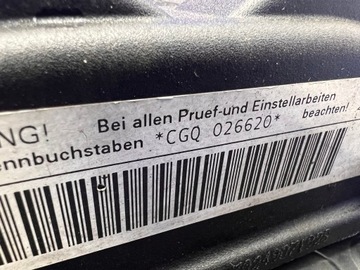 NG! Bei allen Pruef-und Einstellarbeiten
beachten!
ennbuchstaben *CGQ 026620*